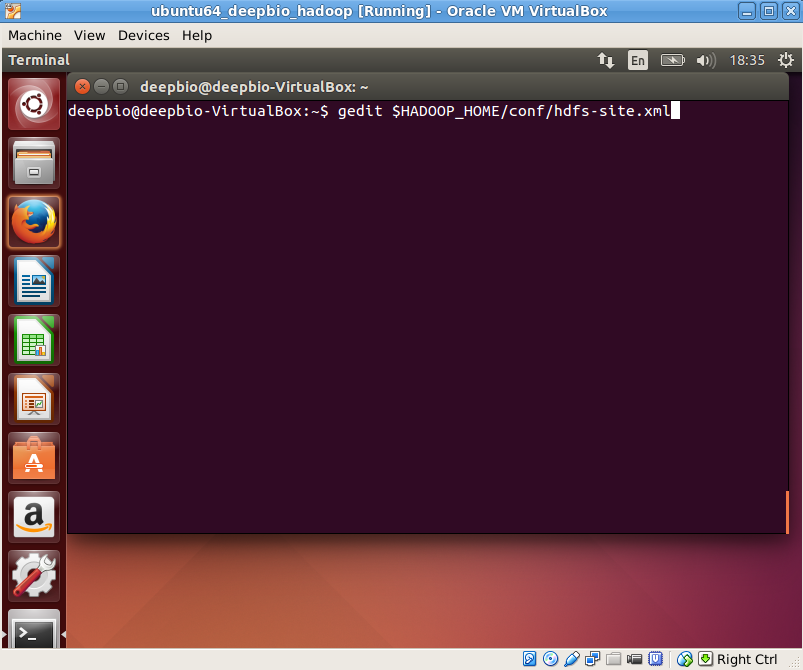 ubuntu64_deepbio_hadoop [Running] - Oracle VM VirtualBox
Machine View Devices Help
Terminal En 18:35
deepbio@deepbio-VirtualBox: ~
deepbio@deepbio-VirtualBox:~$ gedit $HADOOP_HOME/conf/hdfs-site.xml
A
a
>_
Right Ctrl